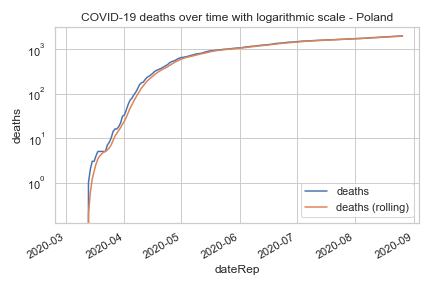 COVID-19 deaths over time with logarithmic scale - Poland
deaths
10³
10²
10¹
10⁰
deaths
deaths (rolling)
2020-03
2020-04
2020-05
2020-06
2020-07
2020-08
2020-09
dateRep